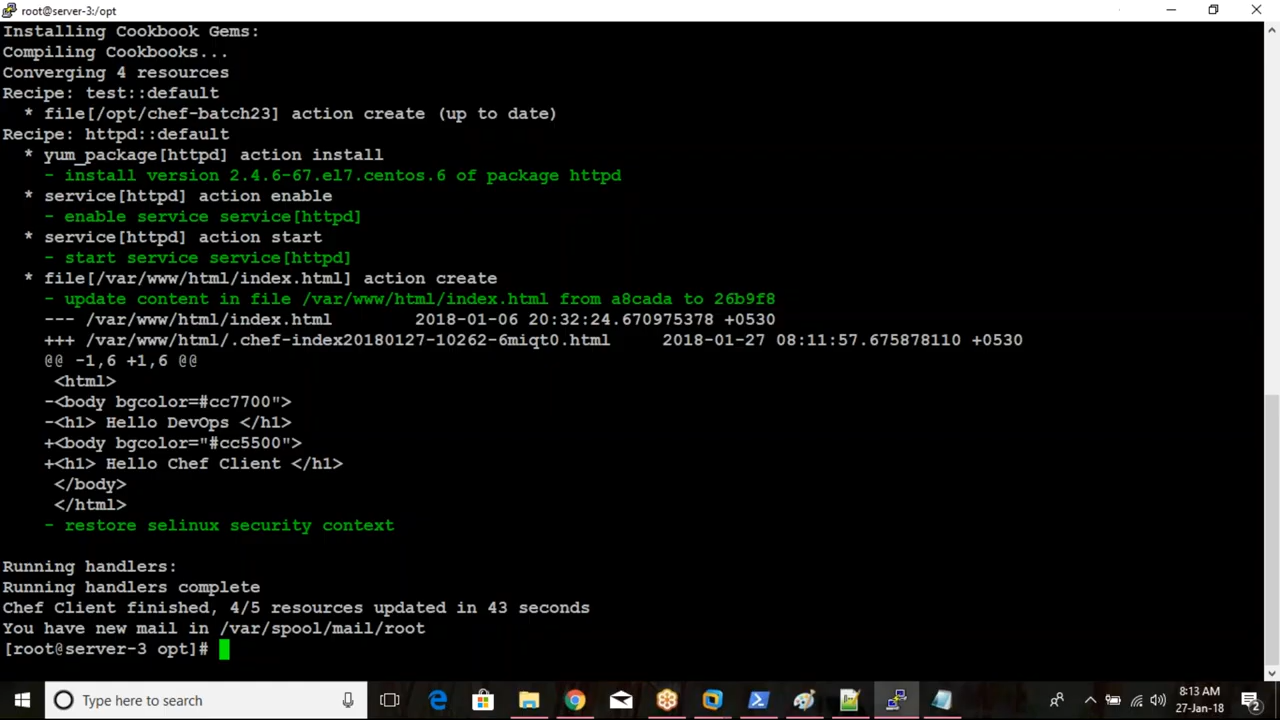 root@server-3:/opt
Installing Cookbook Gems:
Compiling Cookbooks...
Converging 4 resources
Recipe: test::default
  * file[/opt/chef-batch23] action create (up to date)
Recipe: httpd::default
  * yum_package[httpd] action install
    - install version 2.4.6-67.el7.centos.6 of package httpd
  * service[httpd] action enable
    - enable service service[httpd]
  * service[httpd] action start
    - start service service[httpd]
  * file[/var/www/html/index.html] action create
    - update content in file /var/www/html/index.html from a8cada to 26b9f8
    --- /var/www/html/index.html        2018-01-06 20:32:24.670975378 +0530
    +++ /var/www/html/.chef-index20180127-10262-6miqt0.html     2018-01-27 08:11:57.675878110 +0530
    @@ -1,6 +1,6 @@
     <html>
    -<body bgcolor=#cc7700">
    -<h1> Hello DevOps </h1>
    +<body bgcolor="#cc5500">
    +<h1> Hello Chef Client </h1>
     </body>
     </html>
    - restore selinux security context
Running handlers:
Running handlers complete
Chef Client finished, 4/5 resources updated in 43 seconds
You have new mail in /var/spool/mail/root
[root@server-3 opt]#
Type here to search
8:13 AM
27-Jan-18
2